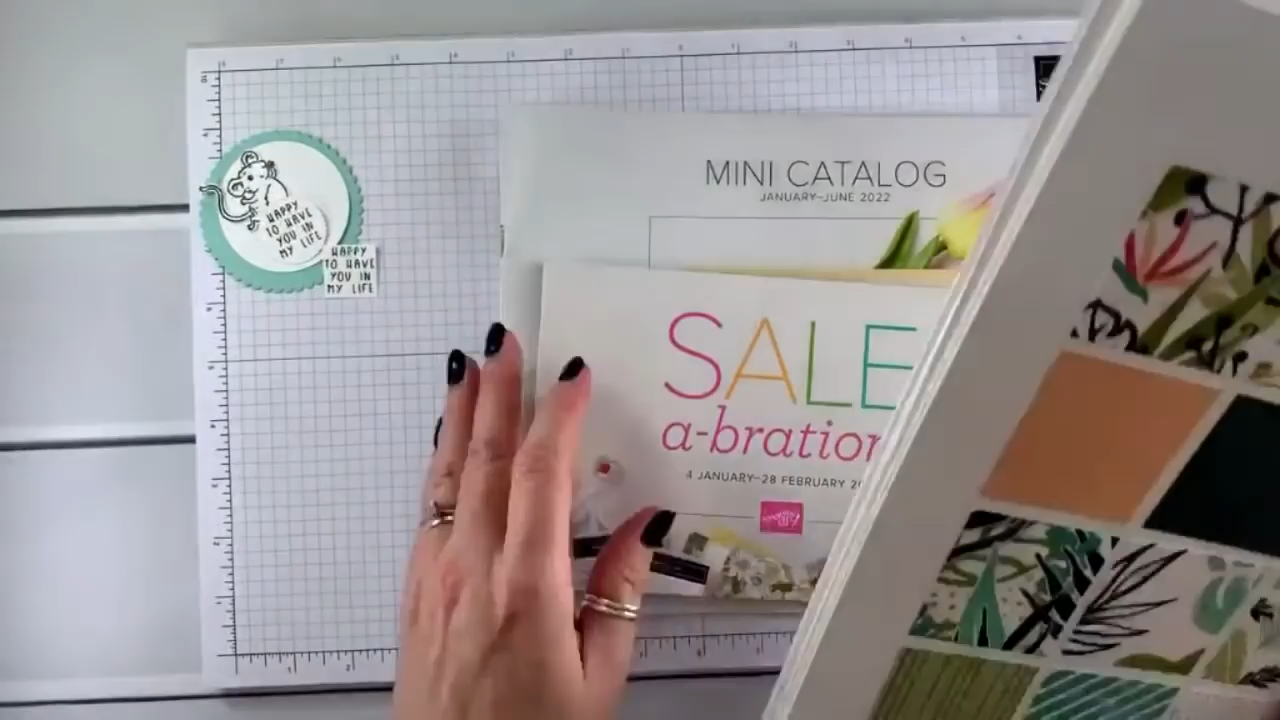 HAPPY
TO HAVE
YOU IN
MY LIFE
HAPPY
TO HAVE
YOU IN
MY LIFE
MINI CATALOG
JANUARY–JUNE 2022
SALE
a-bration
4 JANUARY–28 FEBRUARY 20